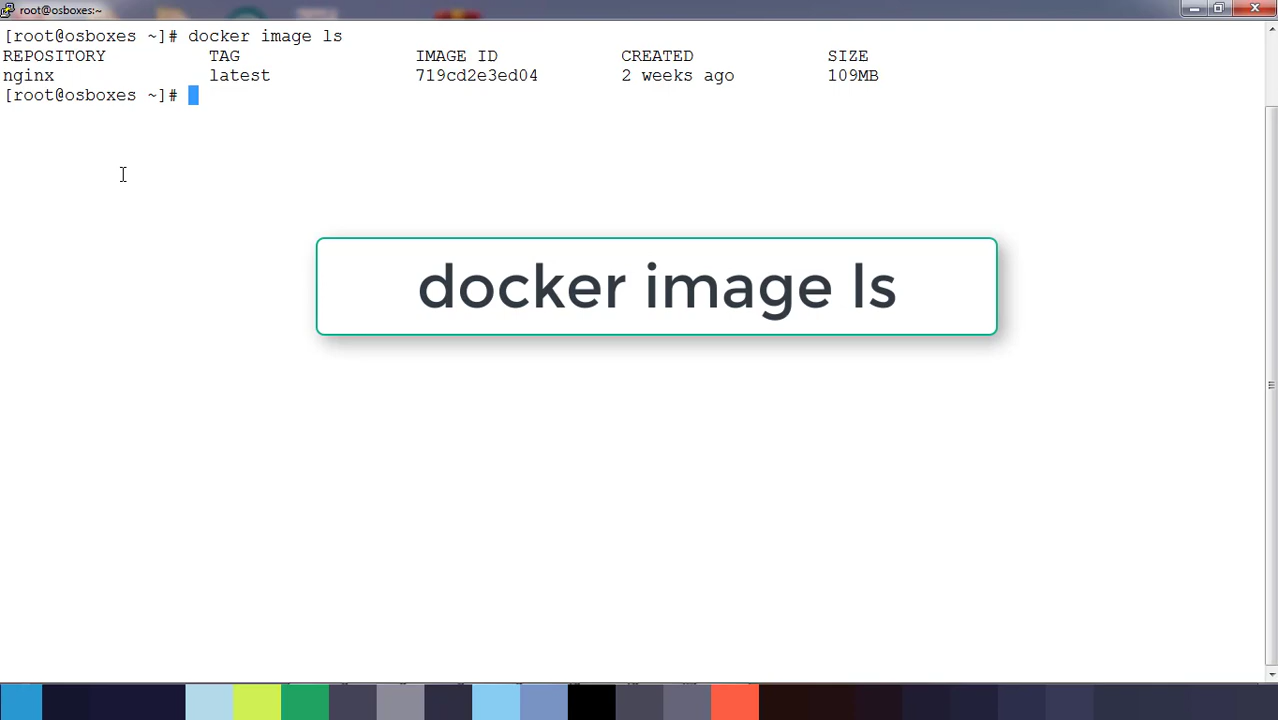 root@osboxes:~
[root@osboxes ~]# docker image ls
REPOSITORY TAG IMAGE ID CREATED SIZE
nginx latest 719cd2e3ed04 2 weeks ago 109MB
[root@osboxes ~]#
docker image ls